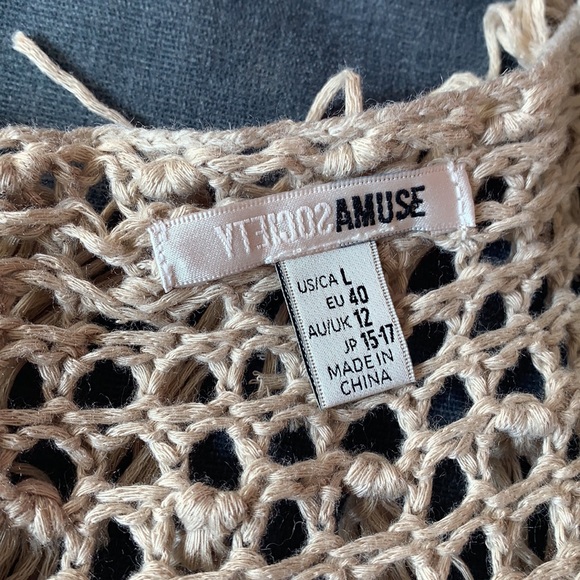 SOCIETY AMUSE
US/CA L
EU 40
AU/UK 12
JP 15-17
MADE IN
CHINA